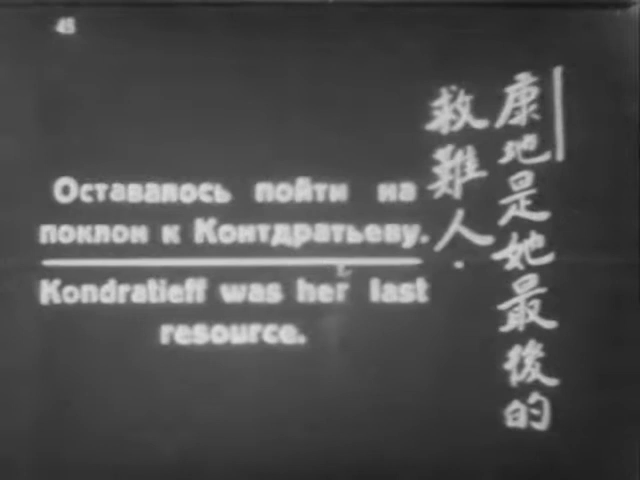 45
Оставалось пойти на
поклон к Контдратьеву.
Kondratieff was her last
resource.
康地是她最後的
救難人.